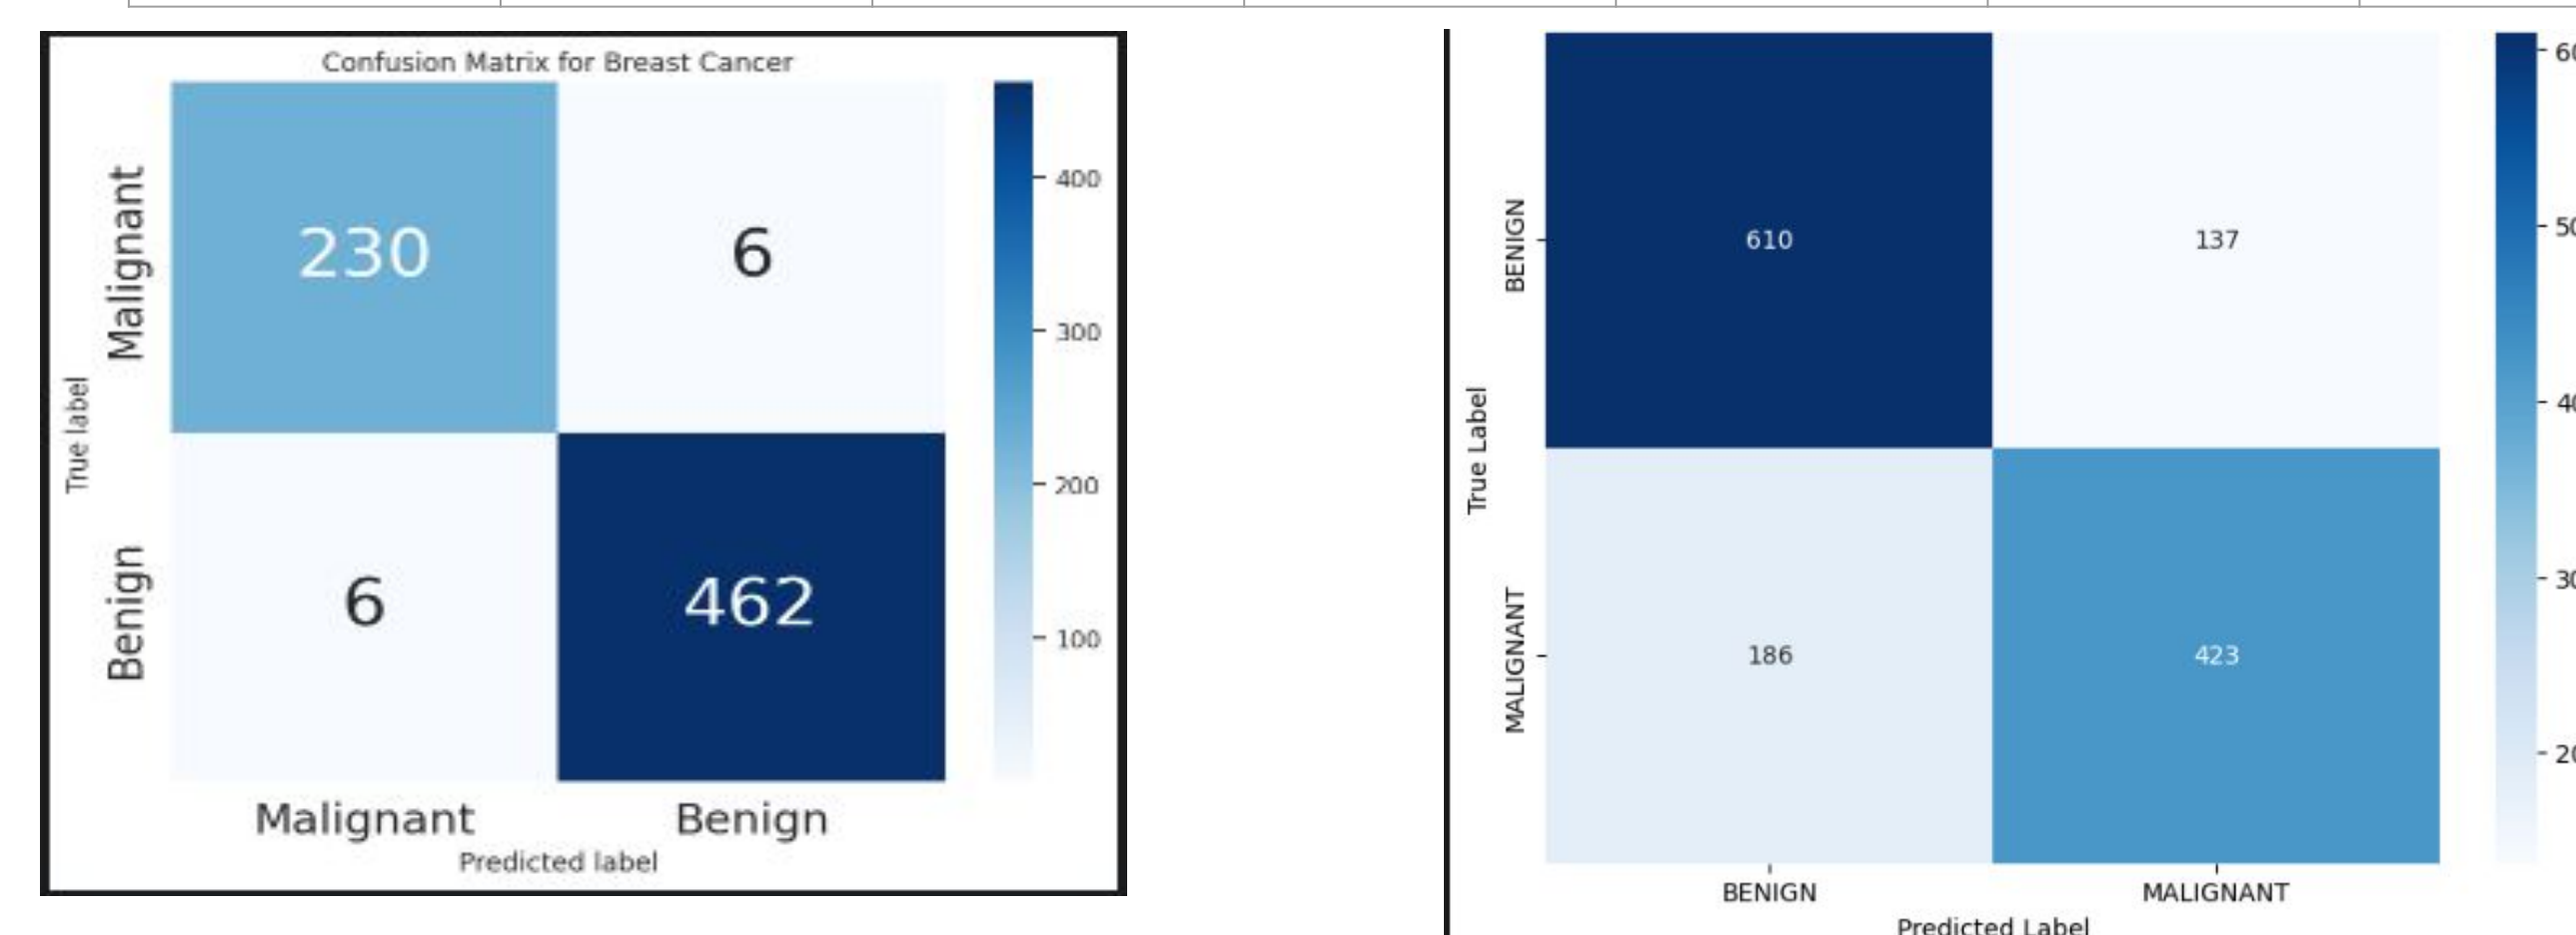 Confusion Matrix for Breast Cancer
True label
Malignant
230
6
Benign
6
462
Malignant
Benign
Predicted label
400
300
200
100
True Label
BENIGN
610
137
MALIGNANT
186
423
BENIGN
MALIGNANT
Predicted Label